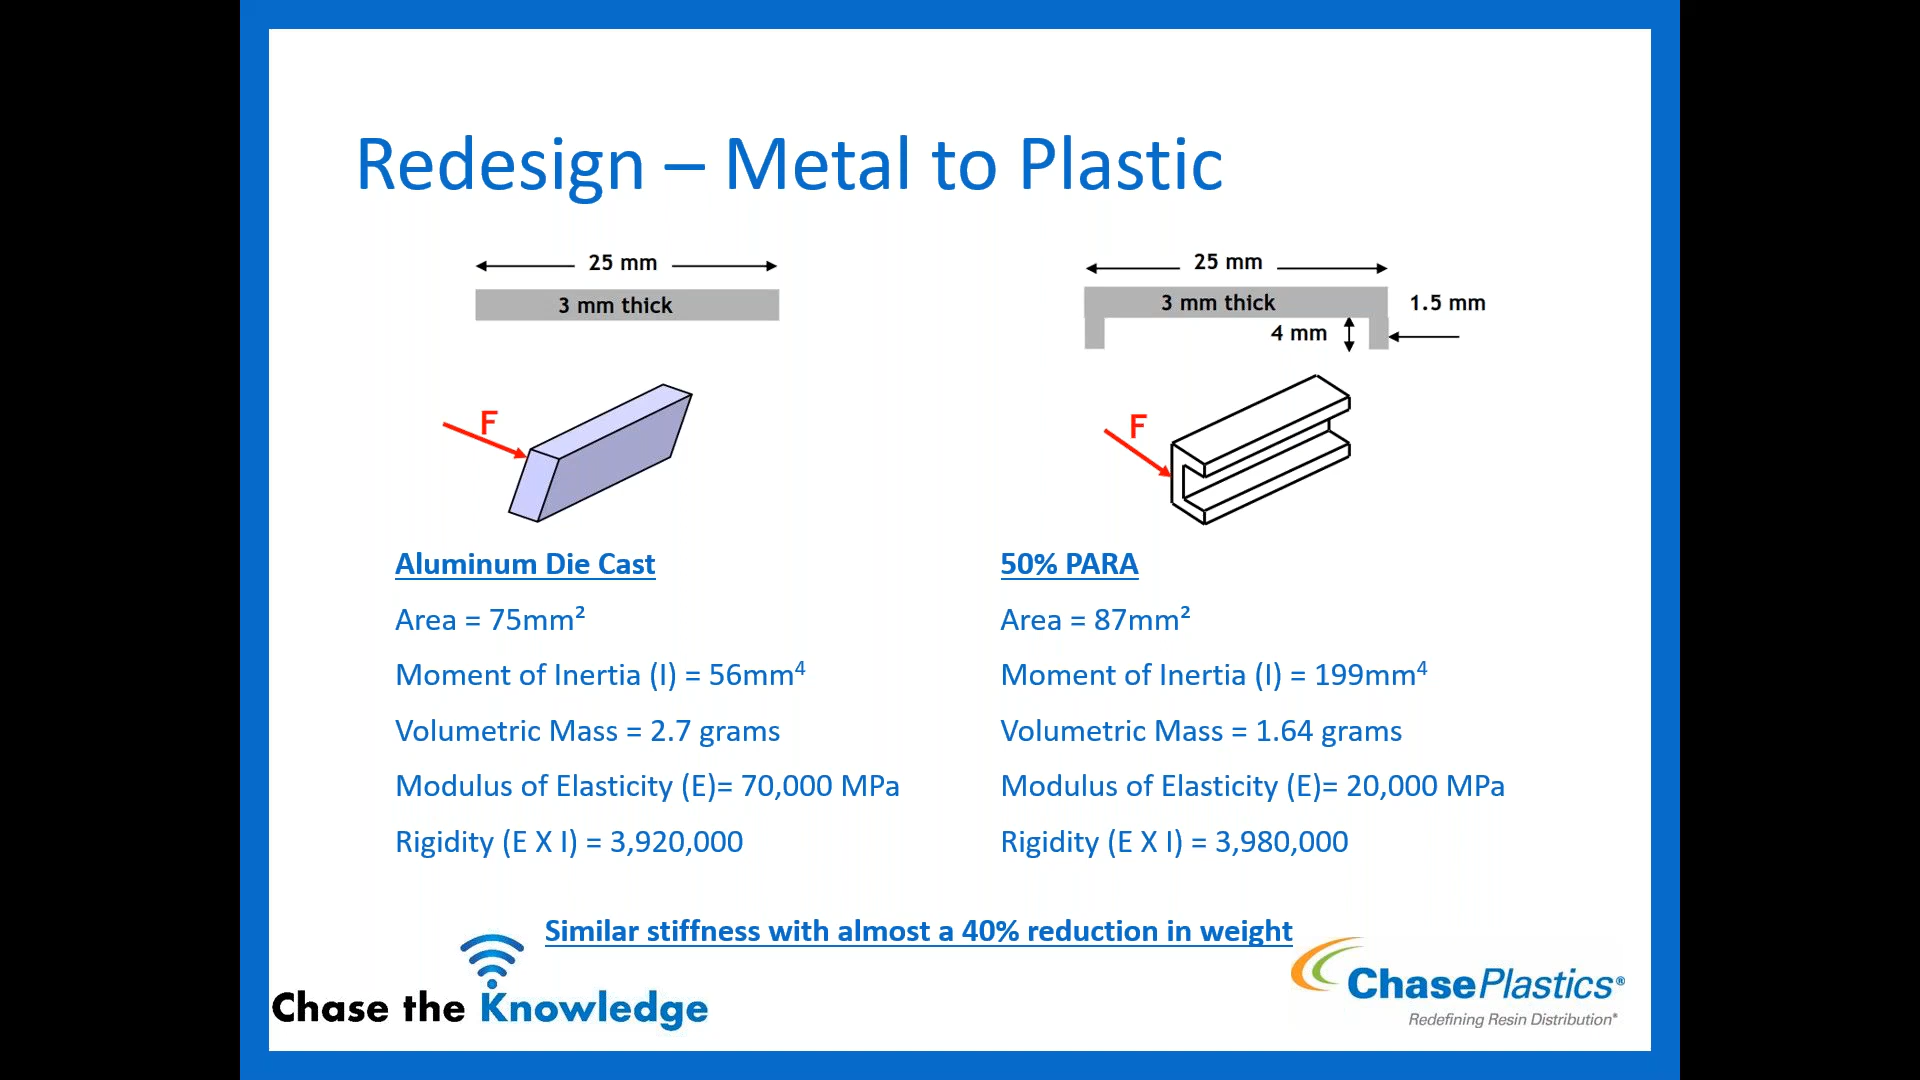 Redesign – Metal to Plastic
25 mm
3 mm thick
F
25 mm
3 mm thick
1.5 mm
4 mm
F
Aluminum Die Cast
Area = 75mm²
Moment of Inertia (I) = 56mm⁴
Volumetric Mass = 2.7 grams
Modulus of Elasticity (E)= 70,000 MPa
Rigidity (E X I) = 3,920,000
50% PARA
Area = 87mm²
Moment of Inertia (I) = 199mm⁴
Volumetric Mass = 1.64 grams
Modulus of Elasticity (E)= 20,000 MPa
Rigidity (E X I) = 3,980,000
Similar stiffness with almost a 40% reduction in weight
Chase the Knowledge
ChasePlastics®
Redefining Resin Distribution®